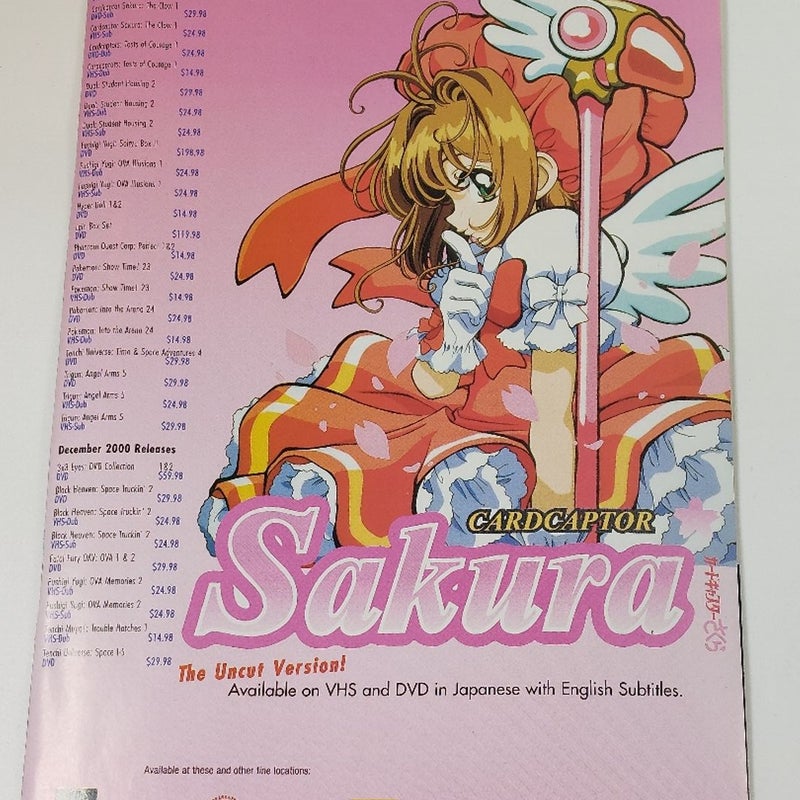 Cardcaptor Sakura: The Clow 1
DVD-Sub $29.98
Cardcaptor Sakura: The Clow 1
VHS-Sub $24.98
Cardcaptors: Tests of Courage 1
DVD-Dub $24.98
Cardcaptors: Tests of Courage 1
VHS-Dub $14.98
Dual: Student Housing 2
DVD $29.98
Dual: Student Housing 2
VHS-Dub $24.98
Dual: Student Housing 2
VHS-Sub $24.98
Fushigi Yugi: Box
DVD $198.98
Fushigi Yugi: OVA Illusions 1
VHS-Dub $24.98
Fushigi Yugi: OVA Illusions 1
VHS-Sub $24.98
1&2
DVD $14.98
Box Set
DVD $119.98
Phantom Quest Corp: Perfect 1&2
DVD $14.98
Pokemon: Show Time! 23
DVD $24.98
Pokemon: Show Time! 23
VHS-Dub $14.98
Pokemon: Into the Arena 24
DVD $24.98
Pokemon: Into the Arena 24
VHS-Dub $14.98
Tenchi Universe: Time & Space Adventures 4
DVD $29.98
Trigun: Angel Arms 5
DVD $29.98
Trigun: Angel Arms 5
VHS-Dub $24.98
Trigun: Angel Arms 5
VHS-Sub $29.98
December 2000 Releases
3x3 Eyes: DVD Collection 1&2
DVD $59.98
Black Heaven: Space Truckin' 2
DVD $29.98
Black Heaven: Space Truckin' 2
VHS-Dub $24.98
Black Heaven: Space Truckin' 2
VHS-Sub $24.98
Fatal Fury OAV: OVA 1 & 2
DVD $29.98
Fushigi Yugi: OVA Memories 2
VHS-Dub $24.98
Fushigi Yugi: OVA Memories 2
VHS-Sub $24.98
Tenchi Muyo!: Trouble Matches 7
VHS-Dub $14.98
Tenchi Universe: Space 1-5
DVD $29.98
CARDCAPTOR
Sakura
カードキャプターさくら
The Uncut Version!
Available on VHS and DVD in Japanese with English Subtitles.
Available at these and other fine locations: